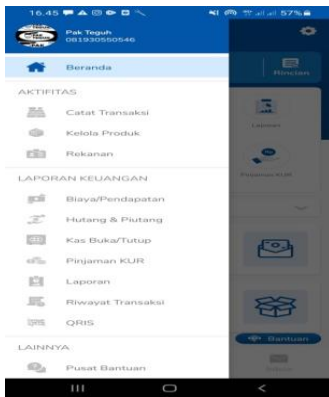 16.45
57%
Pak Teguh
081930550546
Beranda
Rincian
AKTIFITAS
Catat Transaksi
Laporan
Kelola Produk
Rekanan
Pinjaman KUR
LAPORAN KEUANGAN
Biaya/Pendapatan
Hutang & Piutang
Kas Buka/Tutup
Pinjaman KUR
Laporan
Riwayat Transaksi
QRIS
Bantuan
LAINNYA
Pusat Bantuan